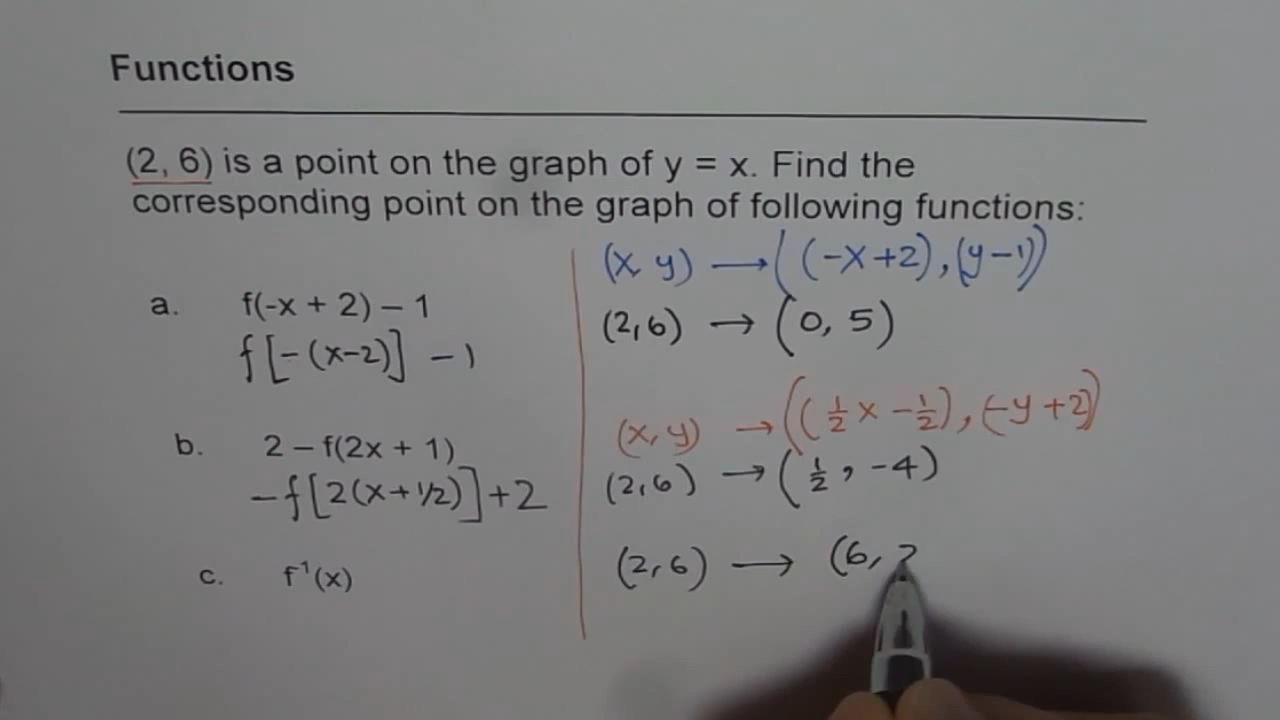 Functions
(2, 6) is a point on the graph of y = x. Find the
corresponding point on the graph of following functions:
(x y) → ((-x+2), (y-1))
a. f(-x + 2) – 1
(2,6) → (0, 5)
f[-(x-2)] - 1
(x, y) → ((1/2 x - 1/2), (-y+2))
b. 2 – f(2x + 1)
(2,6) → (1/2, -4)
-f[2(x+1/2)]+2
c. f¹(x)
(2,6) → (6,